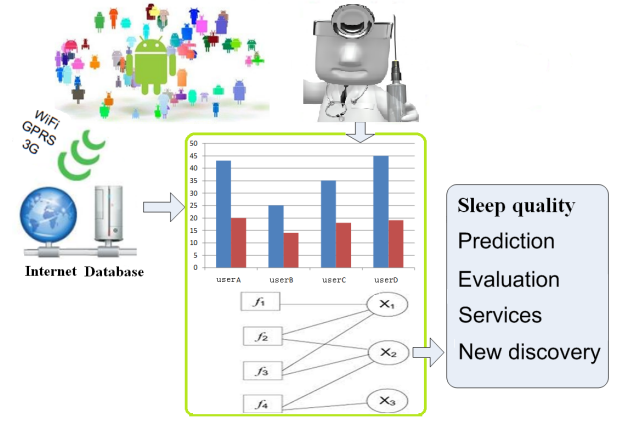 WiFi
GPRS
3G
Internet Database
50
45
40
35
30
25
20
15
10
5
0
userA userB userC userD
f1 X1
f2
X2
f3
f4 X3
Sleep quality
Prediction
Evaluation
Services
New discovery